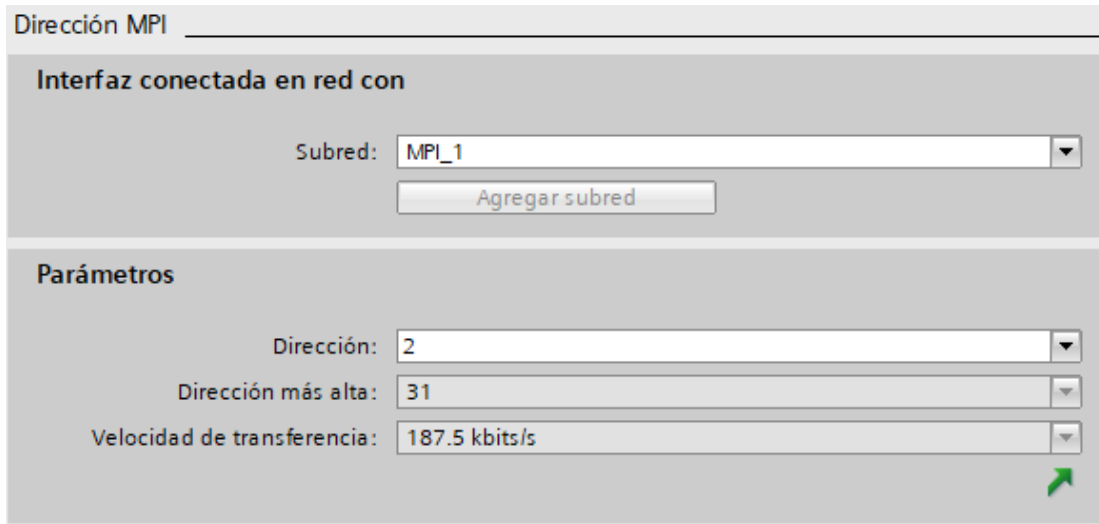 Dirección MPI
Interfaz conectada en red con
Subred: MPI_1
Agregar subred
Parámetros
Dirección: 2
Dirección más alta: 31
Velocidad de transferencia: 187.5 kbits/s